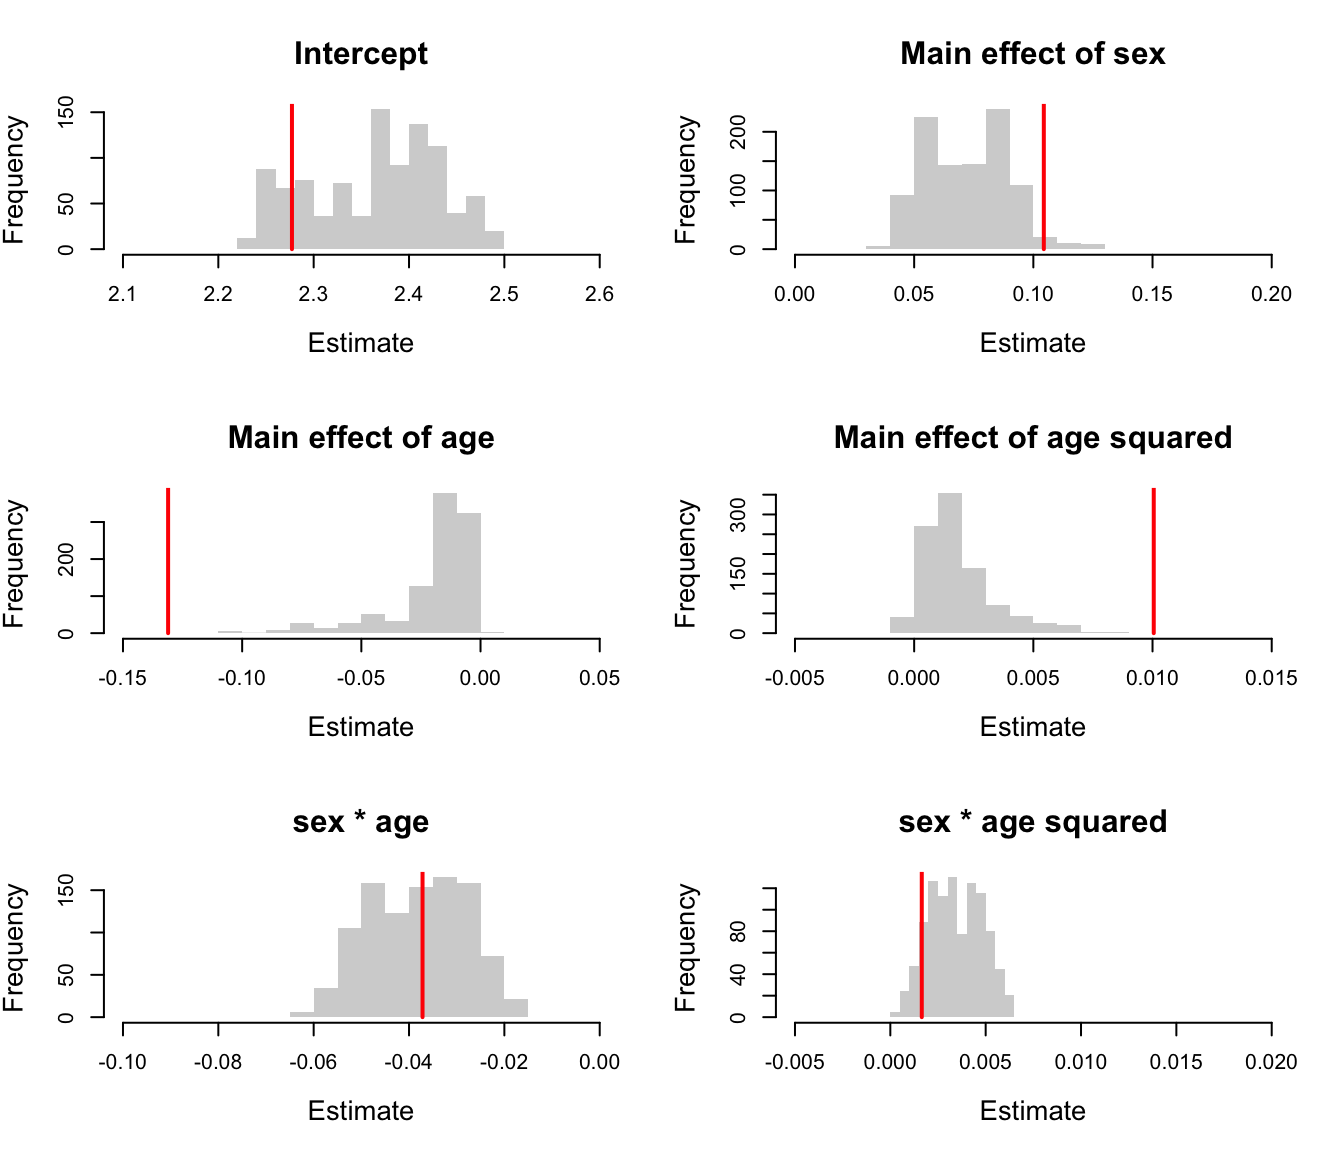 Intercept
Frequency
0
50
150
2.1 2.2 2.3 2.4 2.5 2.6
Estimate
Main effect of sex
Frequency
0
100
200
0.00 0.05 0.10 0.15 0.20
Estimate
Main effect of age
Frequency
0
200
-0.15 -0.10 -0.05 0.00 0.05
Estimate
Main effect of age squared
Frequency
0
150
300
-0.005 0.000 0.005 0.010 0.015
Estimate
sex * age
Frequency
0
50
150
-0.10 -0.08 -0.06 -0.04 -0.02 0.00
Estimate
sex * age squared
Frequency
0
40
80
-0.005 0.000 0.005 0.010 0.015 0.020
Estimate